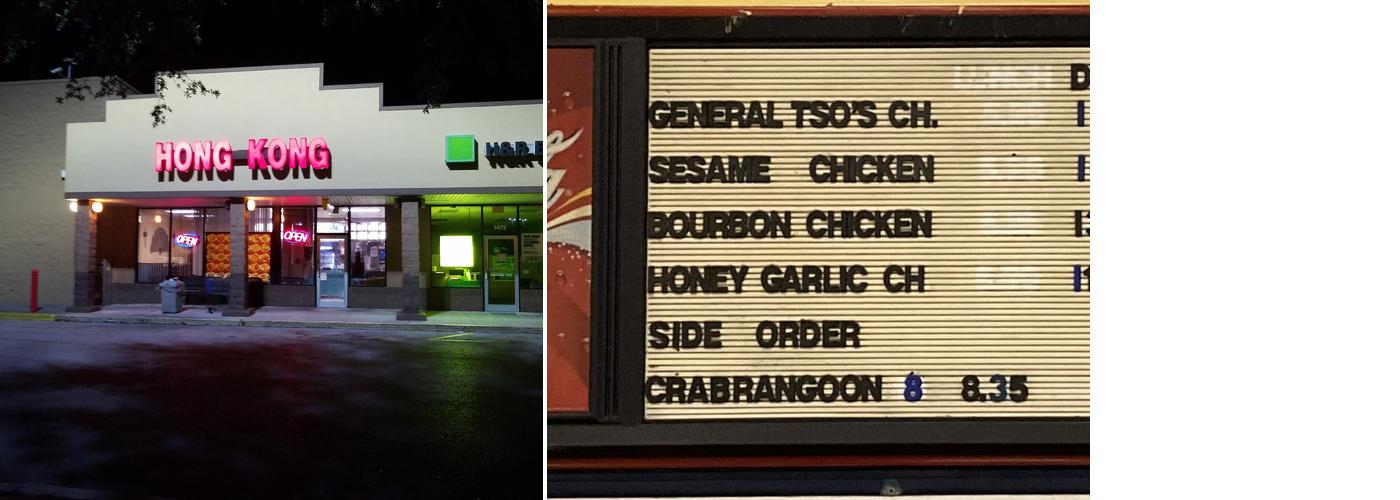 HONG KONG
H&R B
OPEN
OPEN
1472
GENERAL TSO'S CH.
SESAME CHICKEN
BOURBON CHICKEN
HONEY GARLIC CH
SIDE ORDER
CRABRANGOON 8 8.35